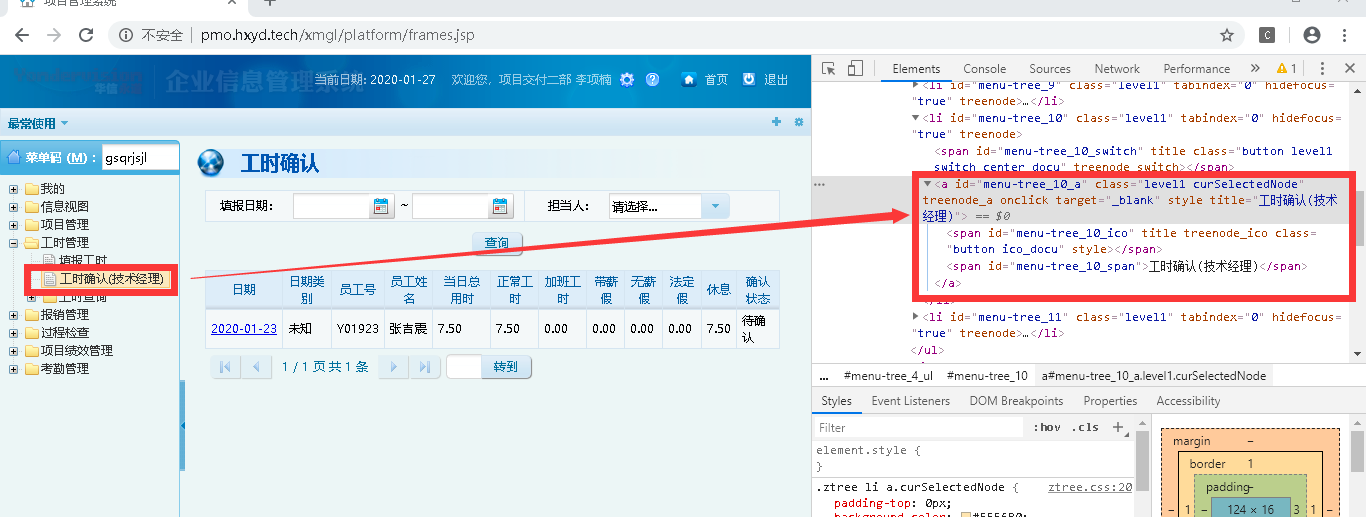 项目管理系统
不安全 | pmo.hxyd.tech/xmgl/platform/frames.jsp
华信
企业信息管理系统
当前日期: 2020-01-27 欢迎您, 项目交付二部 李项楠 首页 退出
最常使用
菜单码 (M) : gsqrjsjl
我的
信息视图
项目管理
工时管理
填报工时
工时确认(技术经理)
工时查询
报销管理
过程检查
项目绩效管理
考勤管理
工时确认
填报日期: ~ 担当人: 请选择...
查询
日期 日期类别 员工号 员工姓名 当日总用时 正常工时 加班工时 带薪假 无薪假 法定假 休息 确认状态
2020-01-23 未知 Y01923 张吉震 7.50 7.50 0.00 0.00 0.00 0.00 7.50 待确认
1 / 1 页 共 1 条 转到
Elements Console Sources Network Performance » 1
<li id="menu-tree_9" class="level1" tabindex="0" hidefocus=
"true" treenode>…</li>
<li id="menu-tree_10" class="level1" tabindex="0" hidefocus=
"true" treenode>
<span id="menu-tree_10_switch" title class="button level1
switch center_docu" treenode_switch></span>
<a id="menu-tree_10_a" class="level1 curSelectedNode"
treenode_a onclick target="_blank" style title="工时确认(技术
经理)"> == $0
<span id="menu-tree_10_ico" title treenode_ico class=
"button ico_docu" style></span>
<span id="menu-tree_10_span">工时确认(技术经理)</span>
</a>
</li>
<li id="menu-tree_11" class="level1" tabindex="0" hidefocus=
"true" treenode>…</li>
</ul>
... #menu-tree_4_ul #menu-tree_10 a#menu-tree_10_a.level1.curSelectedNode
Styles Event Listeners DOM Breakpoints Properties Accessibility
Filter :hov .cls +
element.style {
}
.ztree li a.curSelectedNode { ztree.css:20
padding-top: 0px;
margin –
border 1
padding-
– 1 – 124 × 16 3 1 –